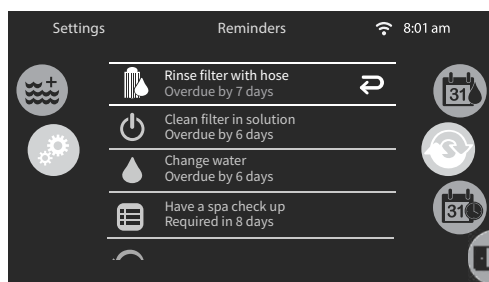 Settings
Reminders
8:01 am
Rinse filter with hose
Overdue by 7 days
31
Clean filter in solution
Overdue by 6 days
Change water
Overdue by 6 days
Have a spa check up
Required in 8 days
31